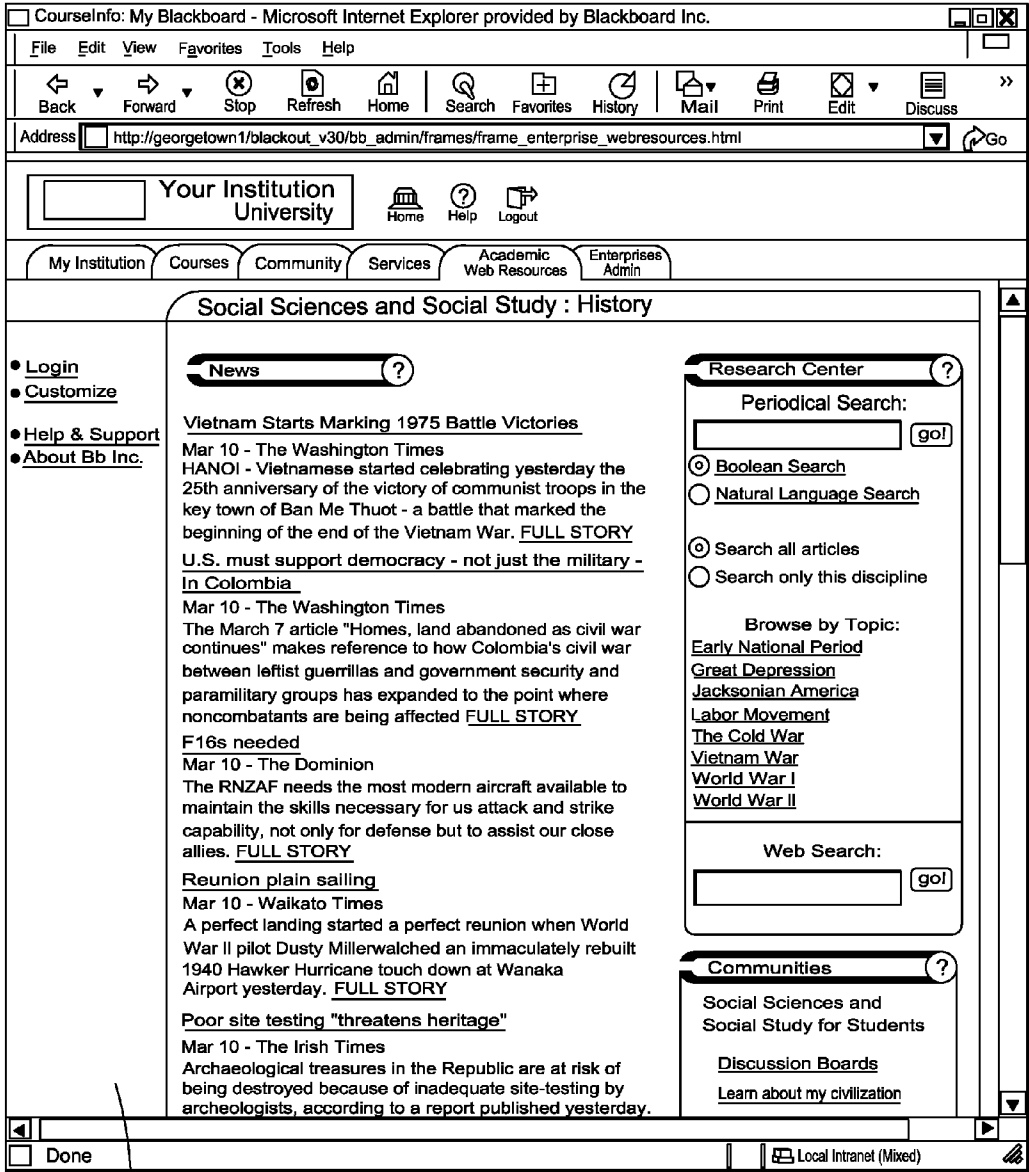 CourseInfo: My Blackboard - Microsoft Internet Explorer provided by Blackboard Inc.
File Edit View Favorites Tools Help
Back Forward Stop Refresh Home Search Favorites History Mail Print Edit Discuss »
Address http://georgetown1/blackout_v30/bb_admin/frames/frame_enterprise_webresources.html Go
Your Institution
University
Home Help Logout
My Institution Courses Community Services Academic Web Resources Enterprises Admin
Social Sciences and Social Study : History
Login
Customize
Help & Support
About Bb Inc.
News ?
Vietnam Starts Marking 1975 Battle Victories
Mar 10 - The Washington Times
HANOI - Vietnamese started celebrating yesterday the
25th anniversary of the victory of communist troops in the
key town of Ban Me Thuot - a battle that marked the
beginning of the end of the Vietnam War. FULL STORY
U.S. must support democracy - not just the military -
In Colombia
Mar 10 - The Washington Times
The March 7 article "Homes, land abandoned as civil war
continues" makes reference to how Colombia's civil war
between leftist guerrillas and government security and
paramilitary groups has expanded to the point where
noncombatants are being affected FULL STORY
F16s needed
Mar 10 - The Dominion
The RNZAF needs the most modern aircraft available to
maintain the skills necessary for us attack and strike
capability, not only for defense but to assist our close
allies. FULL STORY
Reunion plain sailing
Mar 10 - Waikato Times
A perfect landing started a perfect reunion when World
War II pilot Dusty Millerwalched an immaculately rebuilt
1940 Hawker Hurricane touch down at Wanaka
Airport yesterday. FULL STORY
Poor site testing "threatens heritage"
Mar 10 - The Irish Times
Archaeological treasures in the Republic are at risk of
being destroyed because of inadequate site-testing by
archeologists, according to a report published yesterday.
Research Center ?
Periodical Search:
go!
Boolean Search
Natural Language Search
Search all articles
Search only this discipline
Browse by Topic:
Early National Period
Great Depression
Jacksonian America
Labor Movement
The Cold War
Vietnam War
World War I
World War II
Web Search:
go!
Communities ?
Social Sciences and
Social Study for Students
Discussion Boards
Learn about my civilization
Done
Local Intranet (Mixed)